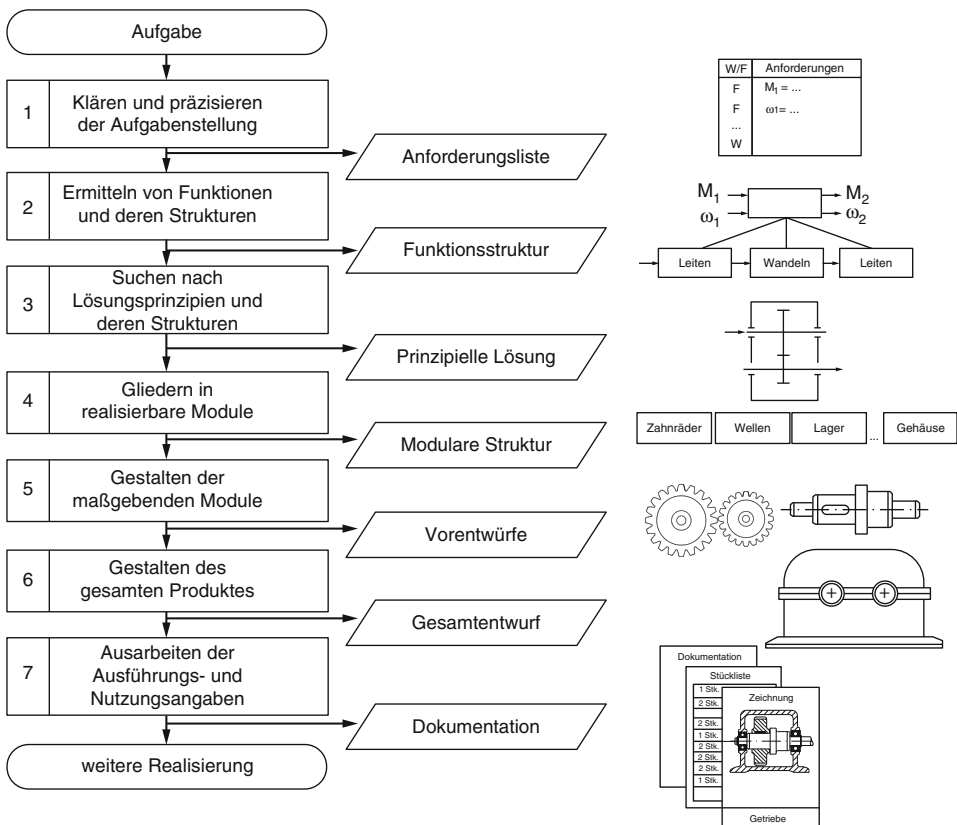 Aufgabe
1
Klären und präzisieren
der Aufgabenstellung
Anforderungsliste
2
Ermitteln von Funktionen
und deren Strukturen
Funktionsstruktur
3
Suchen nach
Lösungsprinzipien und
deren Strukturen
Prinzipielle Lösung
4
Gliedern in
realisierbare Module
Modulare Struktur
5
Gestalten der
maßgebenden Module
Vorentwürfe
6
Gestalten des
gesamten Produktes
Gesamtentwurf
7
Ausarbeiten der
Ausführungs- und
Nutzungsangaben
Dokumentation
weitere Realisierung
W/F Anforderungen
F M₁ = ...
F ω1= ...
...
W
M₁ M₂
ω₁ ω₂
Leiten Wandeln Leiten
Zahnräder Wellen Lager ... Gehäuse
Dokumentation
Stückliste
1 Stk.
2 Stk.
2 Stk.
1 Stk.
2 Stk.
2 Stk.
2 Stk.
1 Stk.
Zeichnung
Getriebe